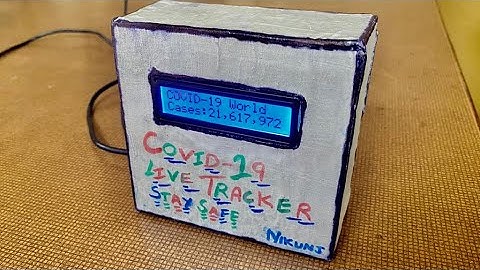 COVID-19 World
Cases:21,617,972
COVID-19
LIVE TRACKER
STAY SAFE
NIKUNJ